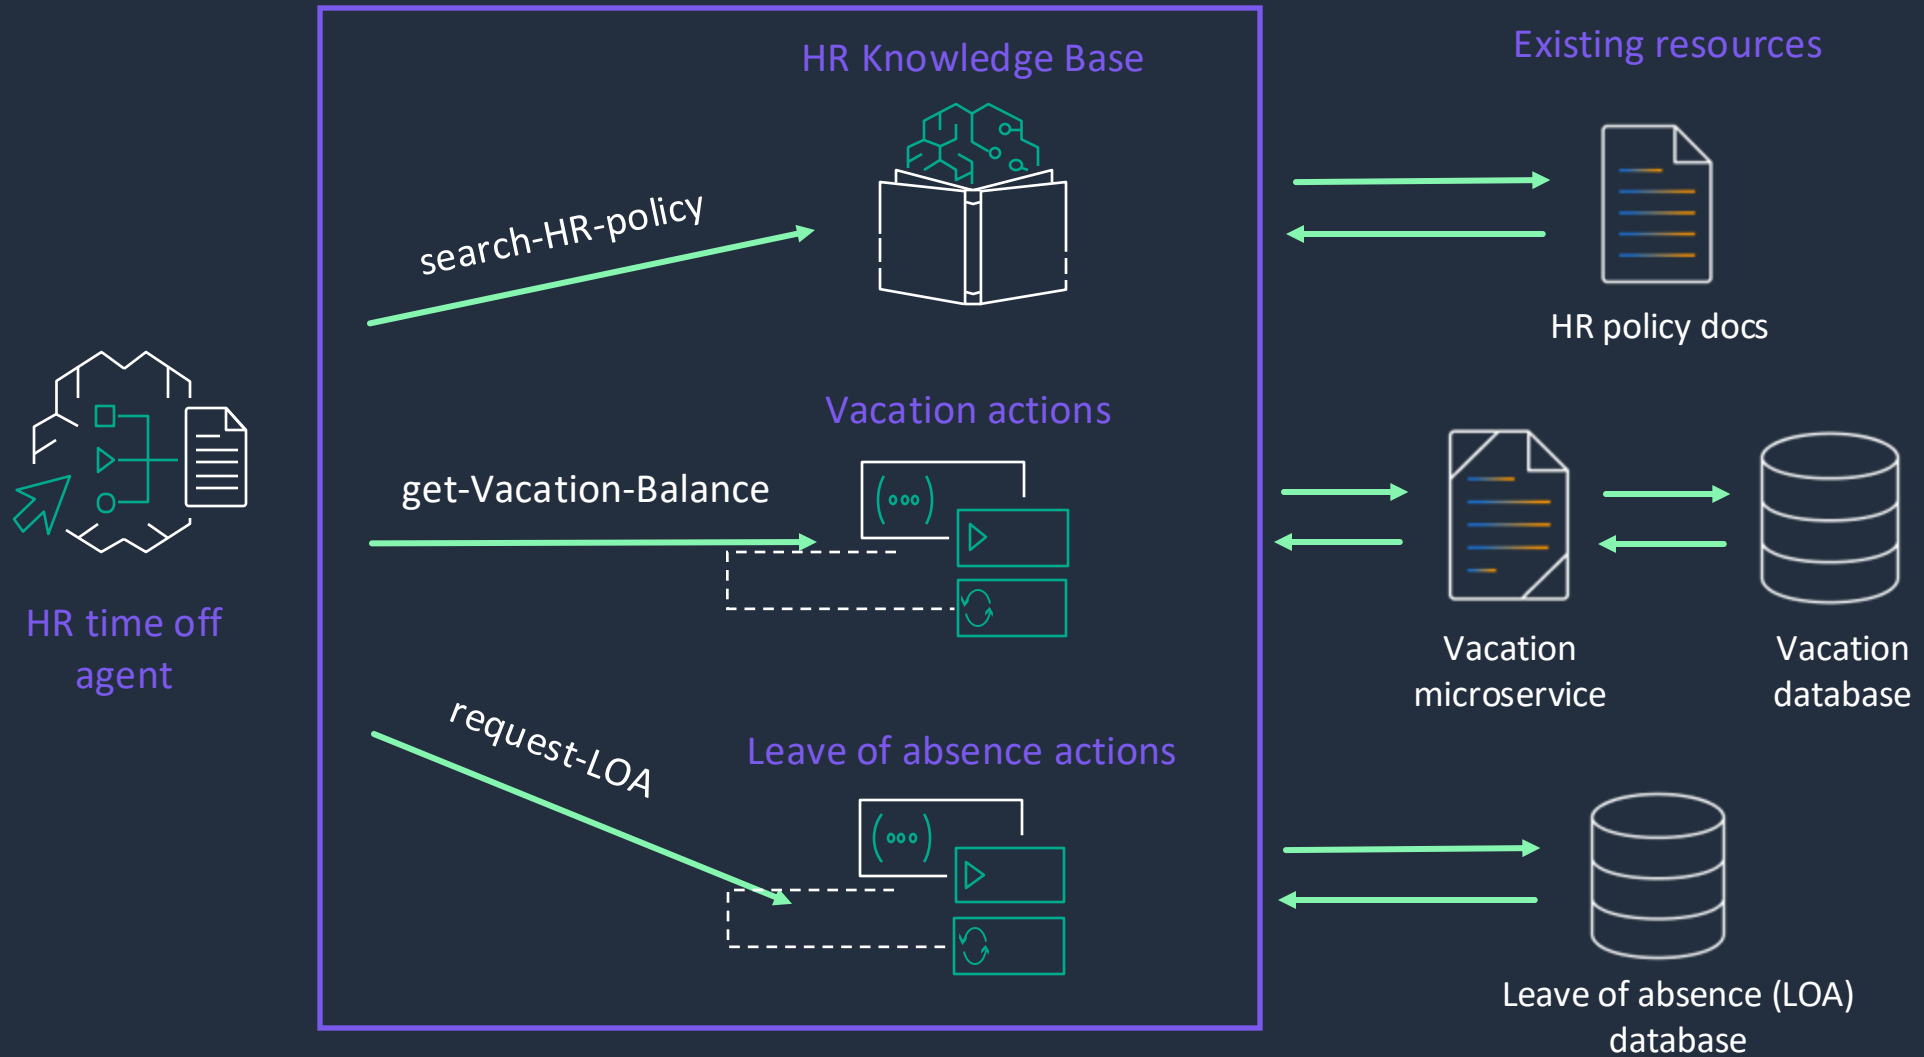 HR Knowledge Base
Existing resources
search-HR-policy
HR policy docs
Vacation actions
get-Vacation-Balance
HR time off
agent
Vacation
microservice
Vacation
database
request-LOA
Leave of absence actions
Leave of absence (LOA)
database